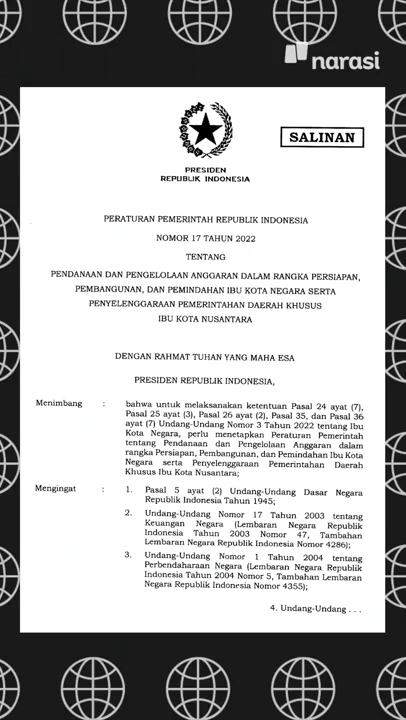 narasi
SALINAN
PRESIDEN
REPUBLIK INDONESIA
PERATURAN PEMERINTAH REPUBLIK INDONESIA
NOMOR 17 TAHUN 2022
TENTANG
PENDANAAN DAN PENGELOLAAN ANGGARAN DALAM RANGKA PERSIAPAN,
PEMBANGUNAN, DAN PEMINDAHAN IBU KOTA NEGARA SERTA
PENYELENGGARAAN PEMERINTAHAN DAERAH KHUSUS
IBU KOTA NUSANTARA
DENGAN RAHMAT TUHAN YANG MAHA ESA
PRESIDEN REPUBLIK INDONESIA,
Menimbang : bahwa untuk melaksanakan ketentuan Pasal 24 ayat (7),
Pasal 25 ayat (3), Pasal 26 ayat (2), Pasal 35, dan Pasal 36
ayat (7) Undang-Undang Nomor 3 Tahun 2022 tentang Ibu
Kota Negara, perlu menetapkan Peraturan Pemerintah
tentang Pendanaan dan Pengelolaan Anggaran dalam
rangka Persiapan, Pembangunan, dan Pemindahan Ibu Kota
Negara serta Penyelenggaraan Pemerintahan Daerah
Khusus Ibu Kota Nusantara;
Mengingat : 1. Pasal 5 ayat (2) Undang-Undang Dasar Negara
Republik Indonesia Tahun 1945;
2. Undang-Undang Nomor 17 Tahun 2003 tentang
Keuangan Negara (Lembaran Negara Republik
Indonesia Tahun 2003 Nomor 47, Tambahan
Lembaran Negara Republik Indonesia Nomor 4286);
3. Undang-Undang Nomor 1 Tahun 2004 tentang
Perbendaharaan Negara (Lembaran Negara Republik
Indonesia Tahun 2004 Nomor 5, Tambahan Lembaran
Negara Republik Indonesia Nomor 4355);
4. Undang-Undang . . .